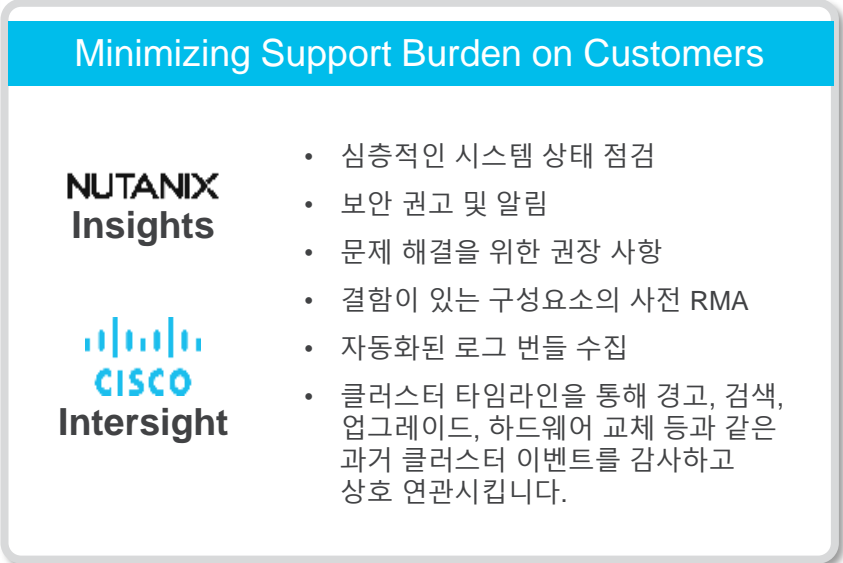 Minimizing Support Burden on Customers
NUTANIX
Insights
CISCO
Intersight
• 심층적인 시스템 상태 점검
• 보안 권고 및 알림
• 문제 해결을 위한 권장 사항
• 결함이 있는 구성요소의 사전 RMA
• 자동화된 로그 번들 수집
• 클러스터 타임라인을 통해 경고, 검색,
업그레이드, 하드웨어 교체 등과 같은
과거 클러스터 이벤트를 감사하고
상호 연관시킵니다.